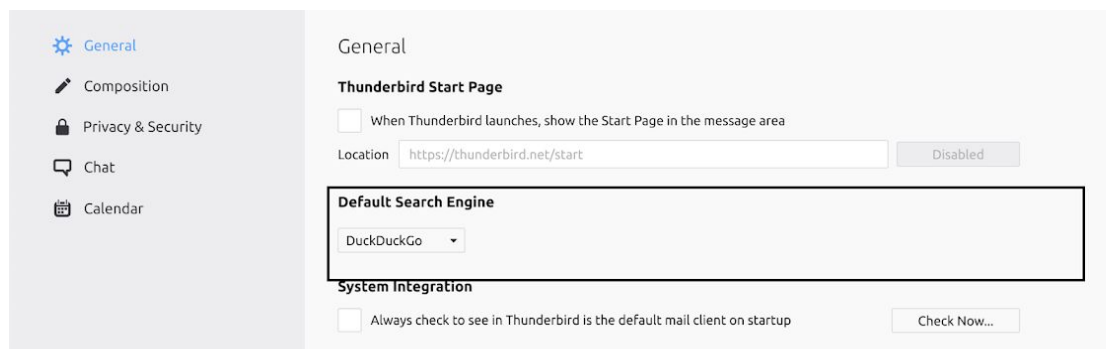 General
Composition
Privacy & Security
Chat
Calendar
General
Thunderbird Start Page
When Thunderbird launches, show the Start Page in the message area
Location https://thunderbird.net/start Disabled
Default Search Engine
DuckDuckGo
System Integration
Always check to see in Thunderbird is the default mail client on startup Check Now...